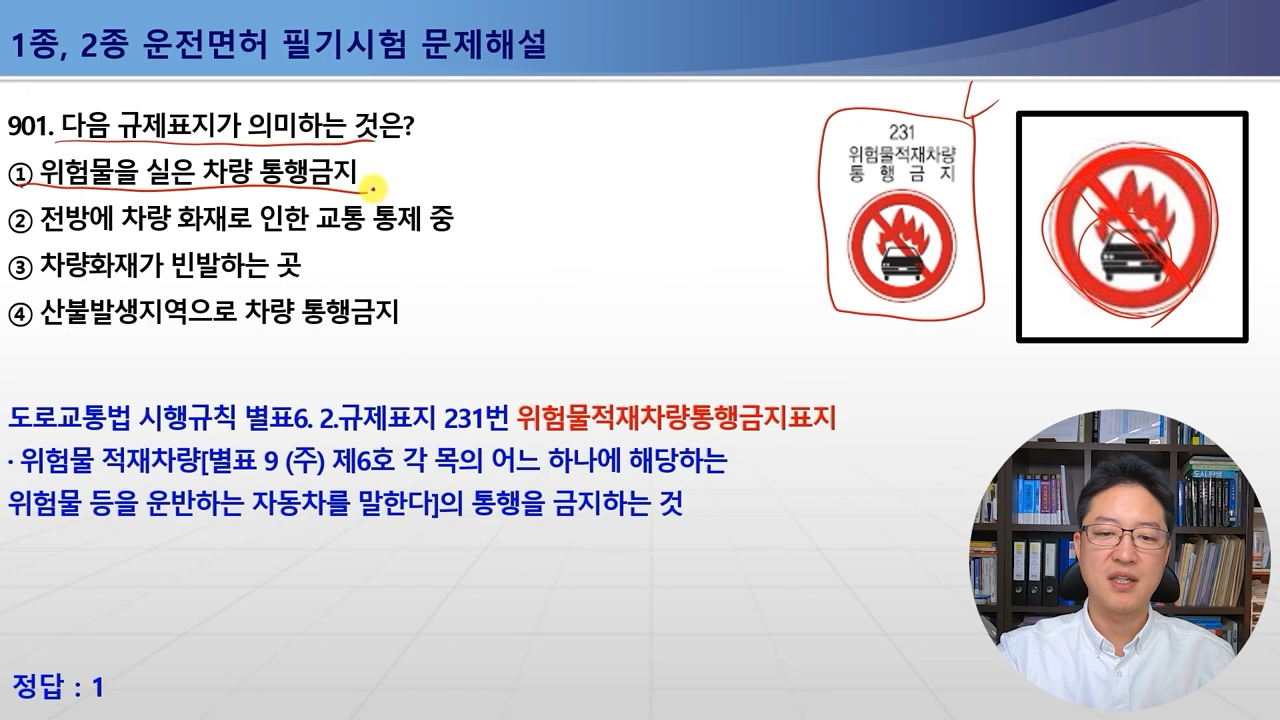 1종, 2종 운전면허 필기시험 문제해설
901. 다음 규제표지가 의미하는 것은?
① 위험물을 실은 차량 통행금지
② 전방에 차량 화재로 인한 교통 통제 중
③ 차량화재가 빈발하는 곳
④ 산불발생지역으로 차량 통행금지
231
위험물적재차량
통 행 금 지
도로교통법 시행규칙 별표6. 2.규제표지 231번 위험물적재차량통행금지표지
· 위험물 적재차량[별표 9 (주) 제6호 각 목의 어느 하나에 해당하는
위험물 등을 운반하는 자동차를 말한다]의 통행을 금지하는 것
정답 : 1